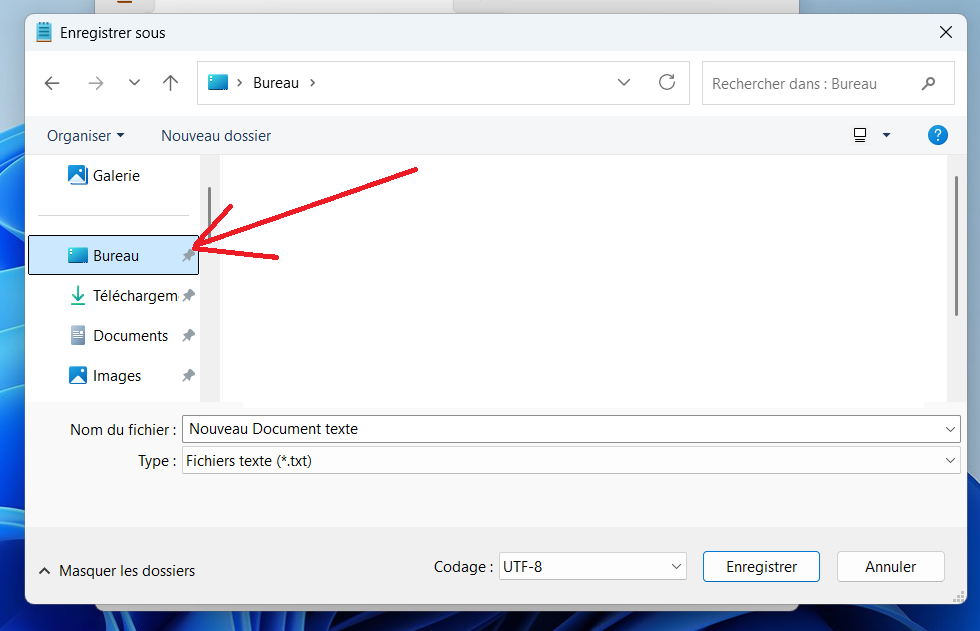 Enregistrer sous
Bureau
Rechercher dans : Bureau
Organiser
Nouveau dossier
?
Galerie
Bureau
Téléchargem
Documents
Images
Nom du fichier : Nouveau Document texte
Type : Fichiers texte (*.txt)
Masquer les dossiers
Codage : UTF-8
Enregistrer
Annuler